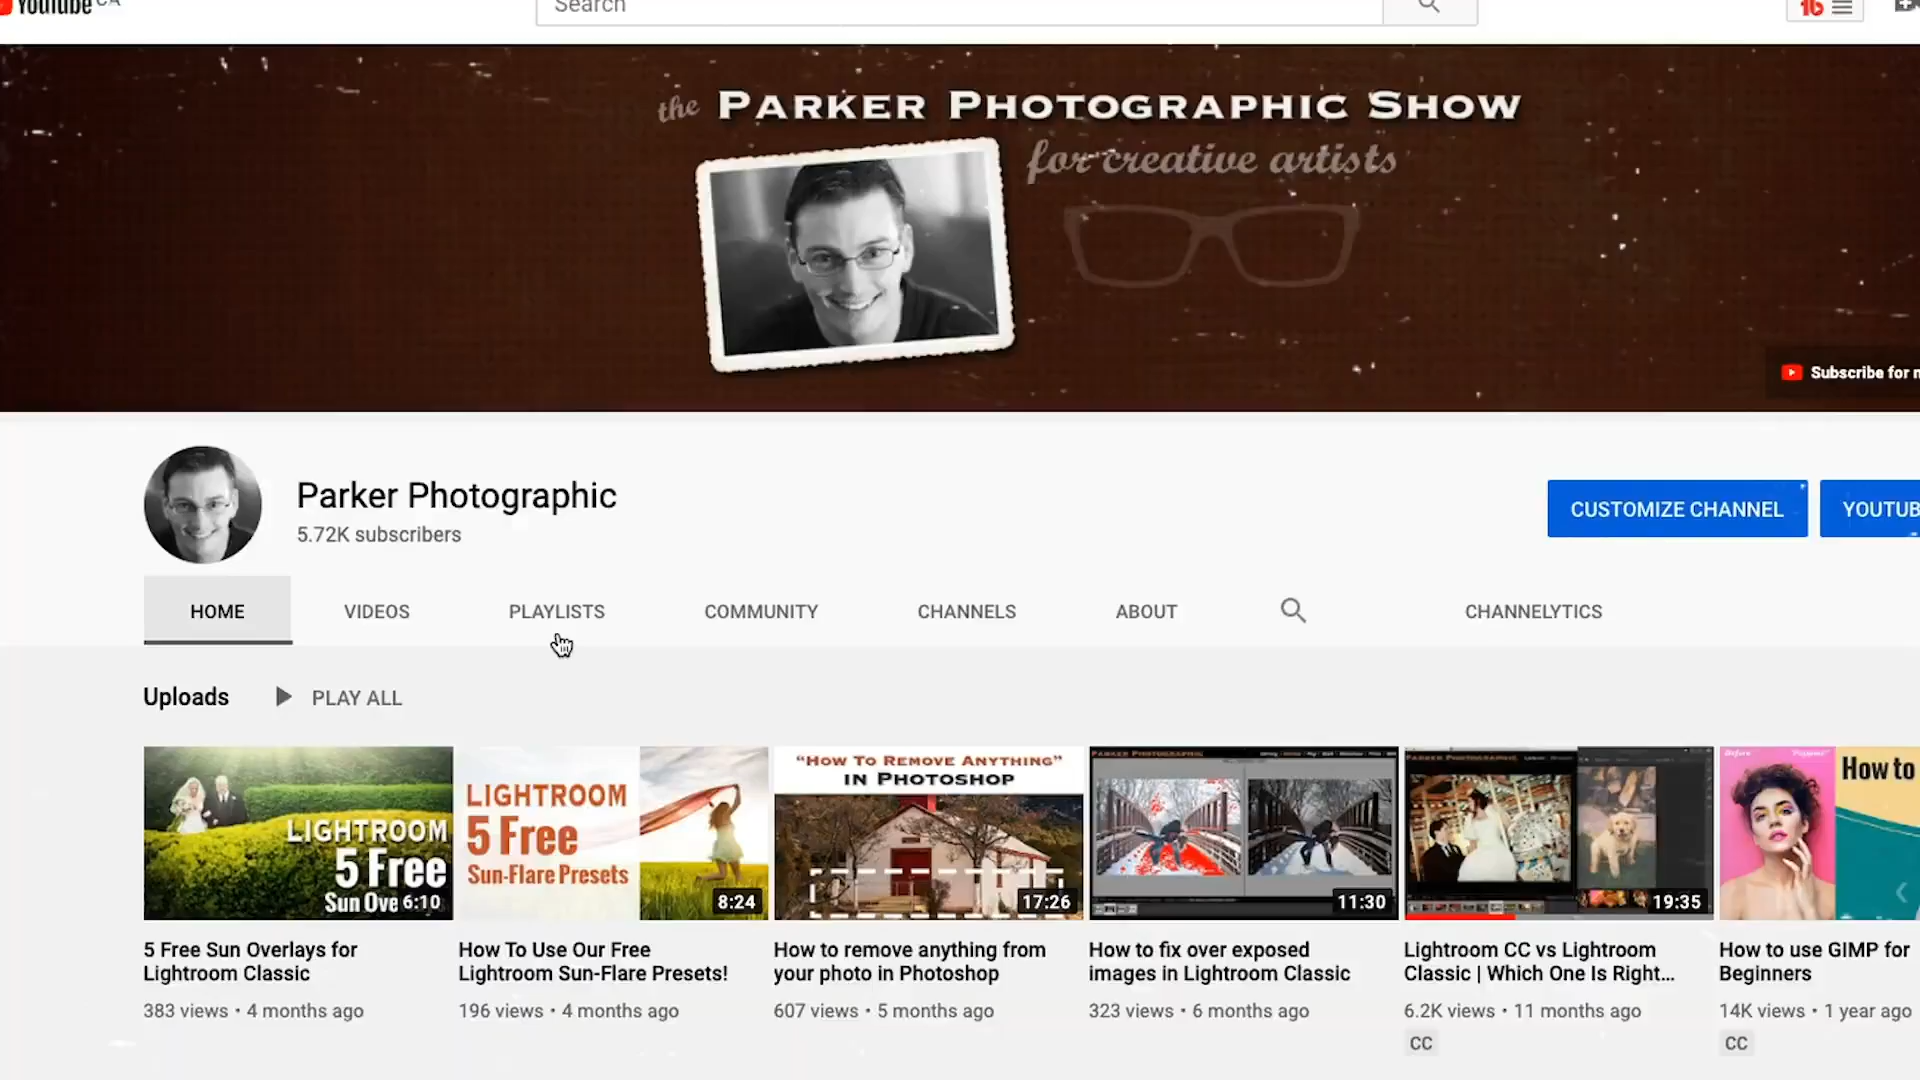 YouTube CA
Search
16
the PARKER PHOTOGRAPHIC SHOW
for creative artists
Subscribe for
Parker Photographic
5.72K subscribers
CUSTOMIZE CHANNEL
YOUTUB
HOME
VIDEOS
PLAYLISTS
COMMUNITY
CHANNELS
ABOUT
CHANNELYTICS
Uploads
PLAY ALL
LIGHTROOM
5 Free
Sun Ove
6:10
LIGHTROOM
5 Free
Sun-Flare Presets
8:24
"HOW TO REMOVE ANYTHING"
IN PHOTOSHOP
17:26
PARKER PHOTOGRAPHIC
11:30
PARKER PHOTOGRAPHIC
19:35
Before
How to
5 Free Sun Overlays for
Lightroom Classic
383 views • 4 months ago
How To Use Our Free
Lightroom Sun-Flare Presets!
196 views • 4 months ago
How to remove anything from
your photo in Photoshop
607 views • 5 months ago
How to fix over exposed
images in Lightroom Classic
323 views • 6 months ago
Lightroom CC vs Lightroom
Classic | Which One Is Right...
6.2K views • 11 months ago
CC
How to use GIMP for
Beginners
14K views • 1 year ago
CC